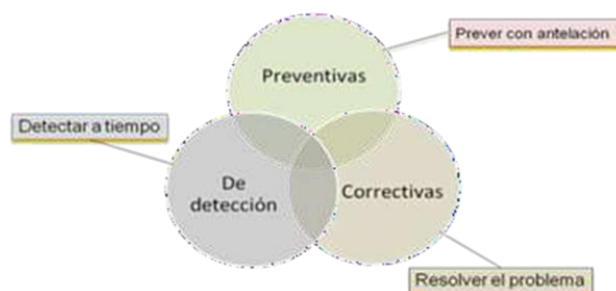 Prever con antelación
Preventivas
Detectar a tiempo
De
detección
Correctivas
Resolver el problema